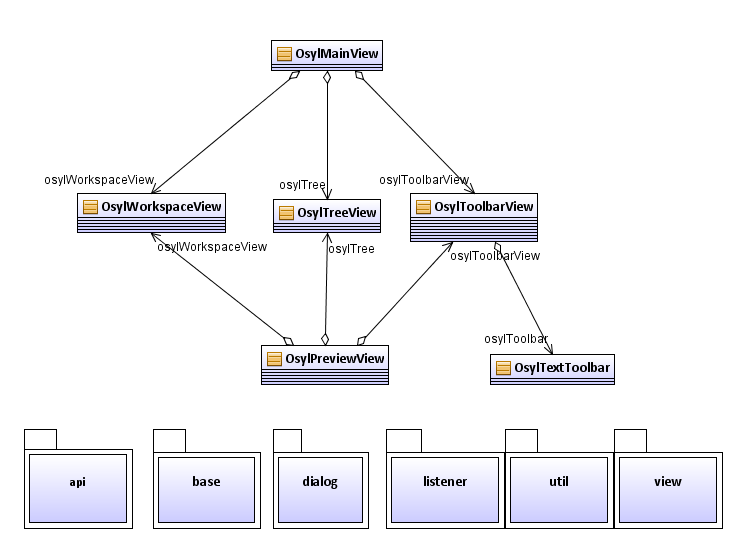 OsylMainView
osylWorkspaceView
osylTree
osylToolbarView
OsylWorkspaceView
OsylTreeView
OsylToolbarView
osylWorkspaceView
osylTree
osylToolbarView
osylToolbar
OsylPreviewView
OsylTextToolbar
api
base
dialog
listener
util
view